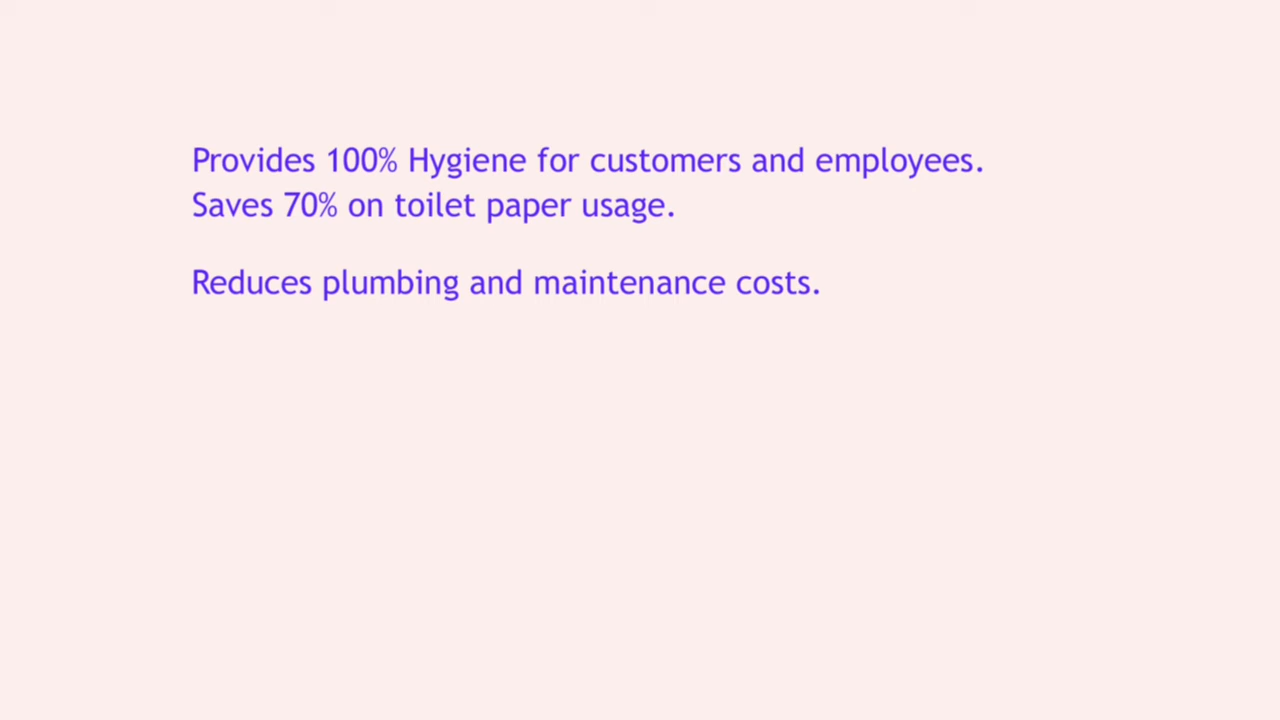 Provides 100% Hygiene for customers and employees.
Saves 70% on toilet paper usage.
Reduces plumbing and maintenance costs.